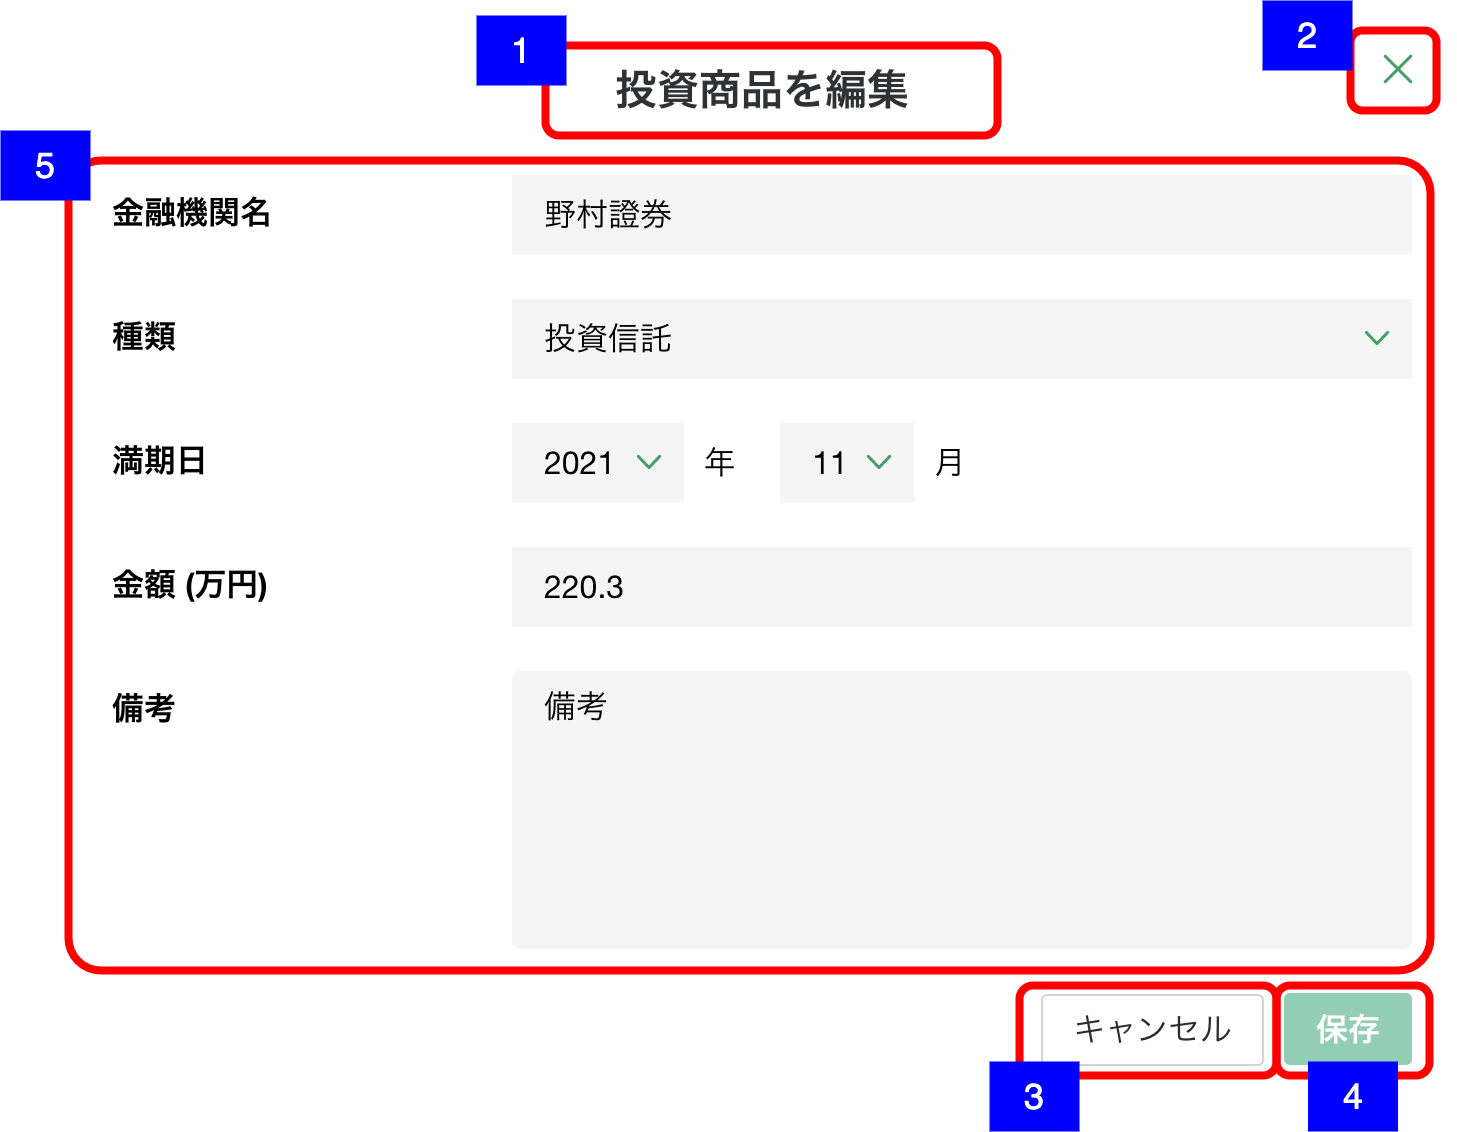 1
投資商品を編集
2
5
金融機関名
野村證券
種類
投資信託
満期日
2021 年 11 月
金額 (万円)
220.3
備考
備考
キャンセル
保存
3
4